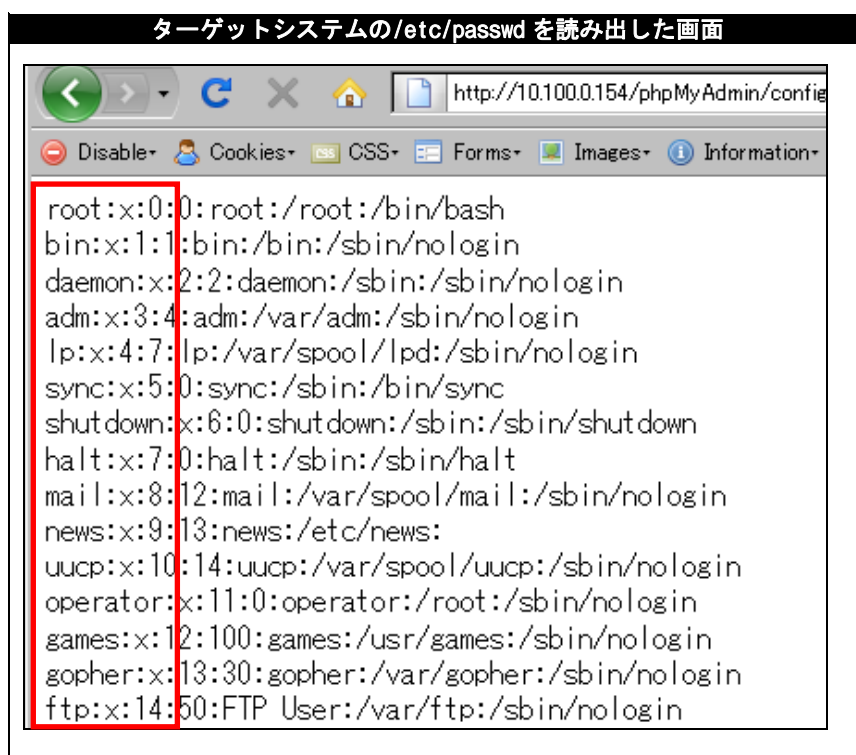 ターゲットシステムの/etc/passwd を読み出した画面
http://10.100.0.154/phpMyAdmin/config
Disable Cookies CSS CSS Forms Images Information
root:x:0:0:root:/root:/bin/bash
bin:x:1:1:bin:/bin:/sbin/nologin
daemon:x:2:2:daemon:/sbin:/sbin/nologin
adm:x:3:4:adm:/var/adm:/sbin/nologin
lp:x:4:7:lp:/var/spool/lpd:/sbin/nologin
sync:x:5:0:sync:/sbin:/bin/sync
shutdown:x:6:0:shutdown:/sbin:/sbin/shutdown
halt:x:7:0:halt:/sbin:/sbin/halt
mail:x:8:12:mail:/var/spool/mail:/sbin/nologin
news:x:9:13:news:/etc/news:
uucp:x:10:14:uucp:/var/spool/uucp:/sbin/nologin
operator:x:11:0:operator:/root:/sbin/nologin
games:x:12:100:games:/usr/games:/sbin/nologin
gopher:x:13:30:gopher:/var/gopher:/sbin/nologin
ftp:x:14:50:FTP User:/var/ftp:/sbin/nologin